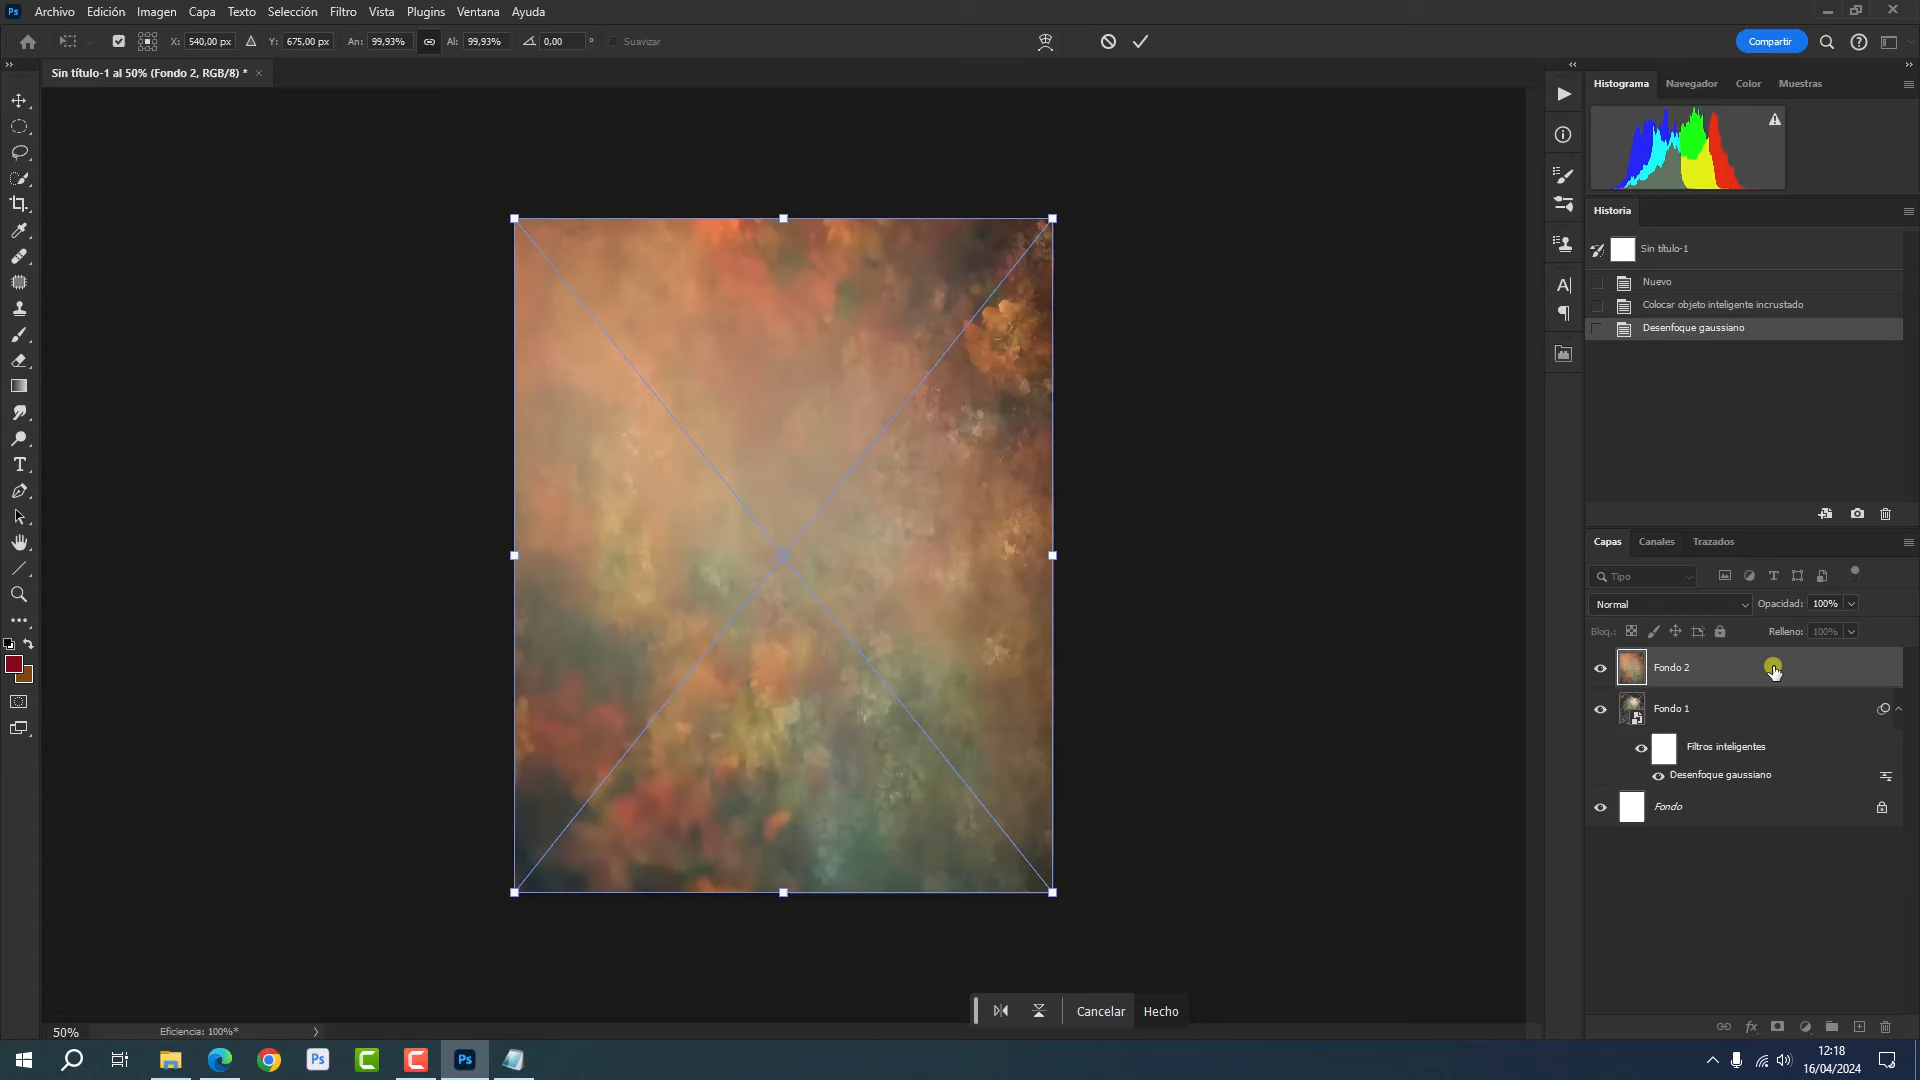 Ps Archivo Edición Imagen Capa Texto Selección Filtro Vista Plugins Ventana Ayuda
X: 540,00 px Y: 675,00 px An: 99,93% Al: 99,93% 0,00 ° Suavizar
Compartir
Sin título-1 al 50% (Fondo 2, RGB/8) * ×
Histograma Navegador Color Muestras
Historia
Sin título-1
Nuevo
Colocar objeto inteligente incrustado
Desenfoque gaussiano
Capas Canales Trazados
Tipo
Normal Opacidad: 100%
Bloq.: Relleno: 100%
Fondo 2
Fondo 1
Filtros inteligentes
Desenfoque gaussiano
Fondo
Cancelar Hecho
50% Eficiencia: 100%*
Ps
Ps
12:18
16/04/2024